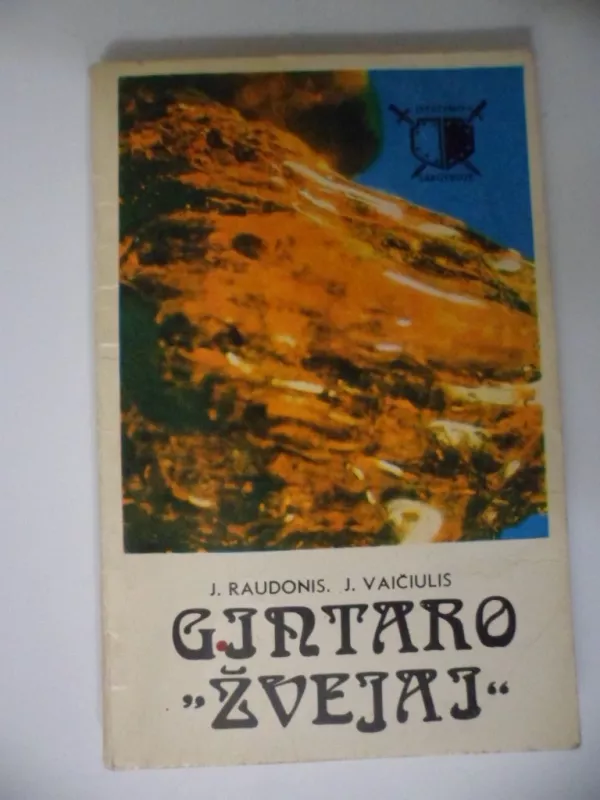 J. RAUDONIS. J. VAIČIULIS
GINTARO
„ŽVEJAI“